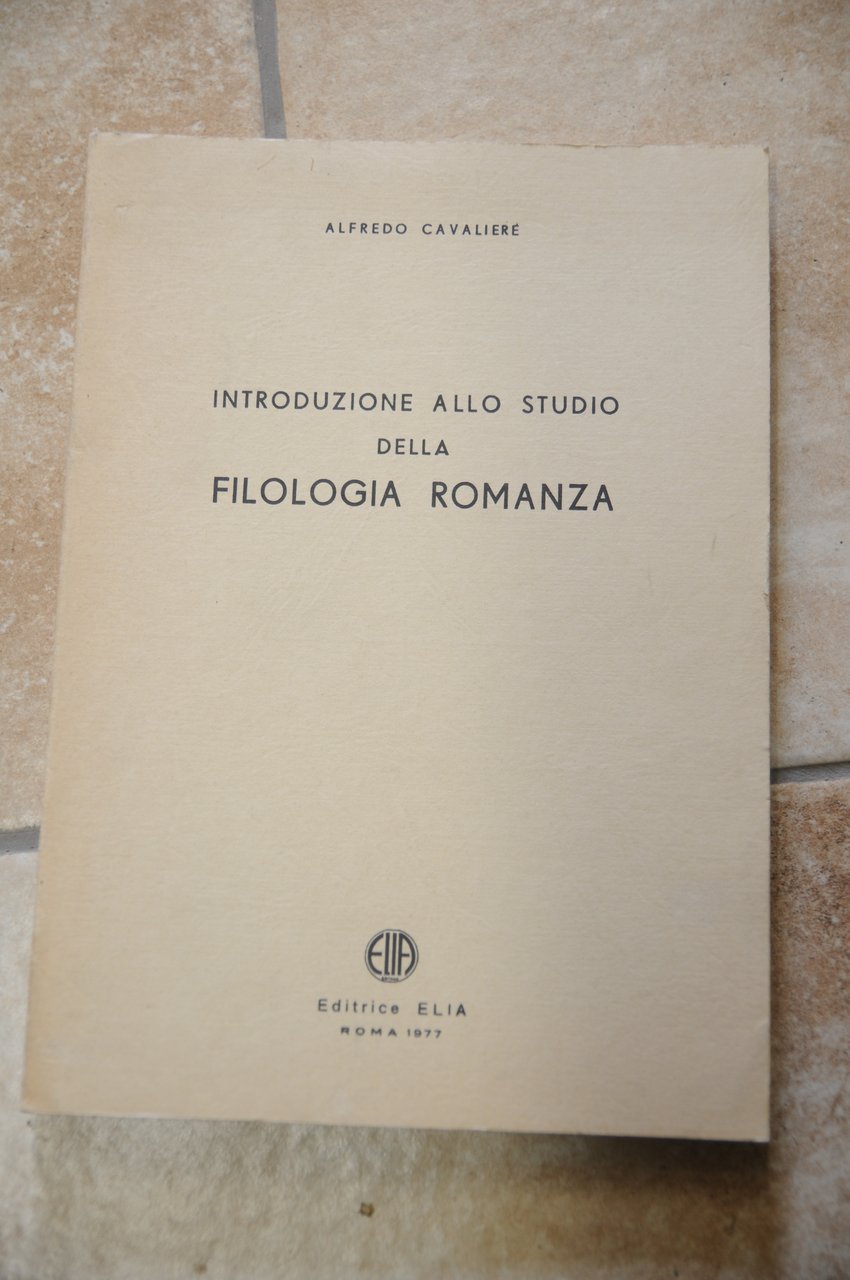 ALFREDO CAVALIERE
INTRODUZIONE ALLO STUDIO
DELLA
FILOLOGIA ROMANZA
ELIA
Editrice ELIA
ROMA 1977